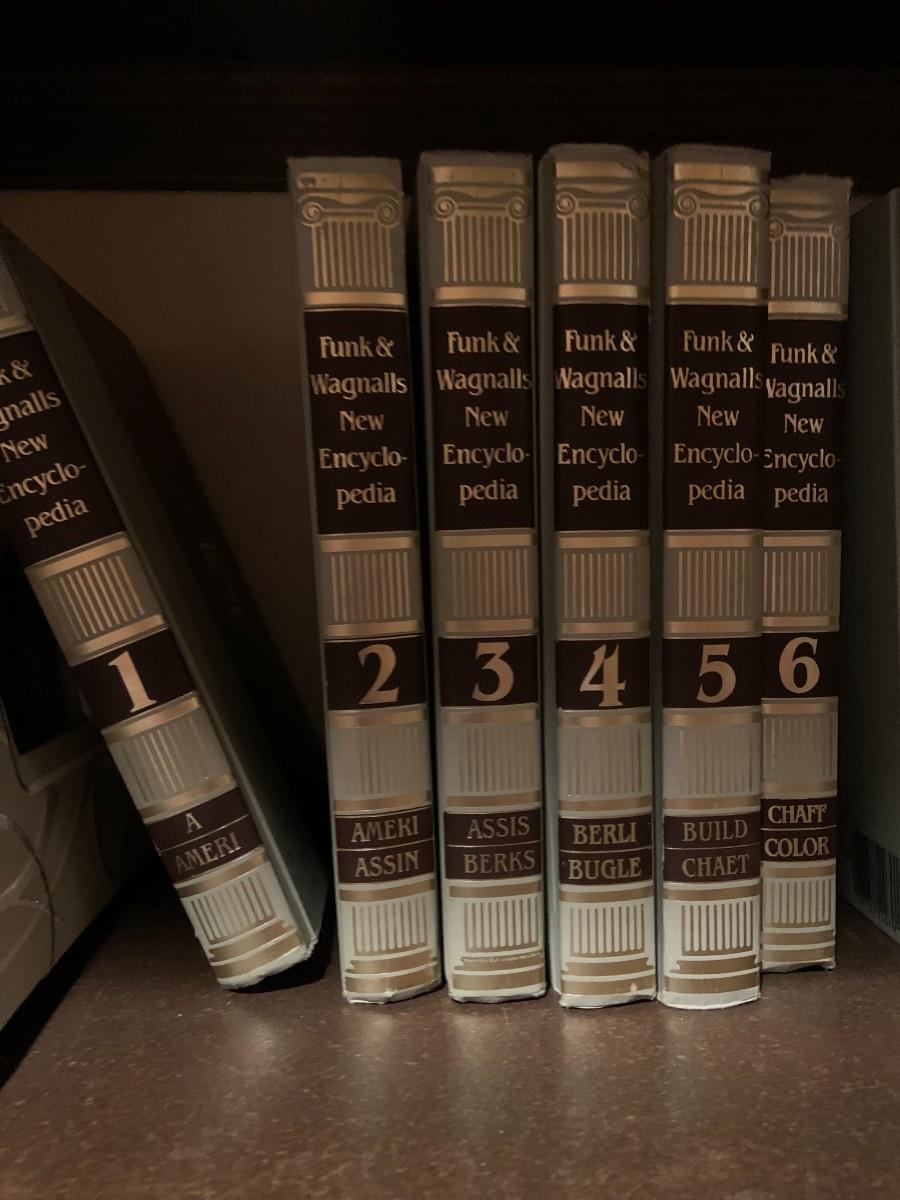 k &
gnalls
New
Encyclo-
pedia
1
A
AMERI
Funk &
Wagnalls
New
Encyclo-
pedia
2
AMEKI
ASSIN
Funk &
Wagnalls
New
Encyclo-
pedia
3
ASSIS
BERKS
Funk &
Wagnalls
New
Encyclo-
pedia
4
BERLI
BUGLE
Funk &
Wagnalls
New
Encyclo-
pedia
5
BUILD
CHAET
Funk &
Wagnalls
New
Encyclo-
pedia
6
CHAFF
COLOR